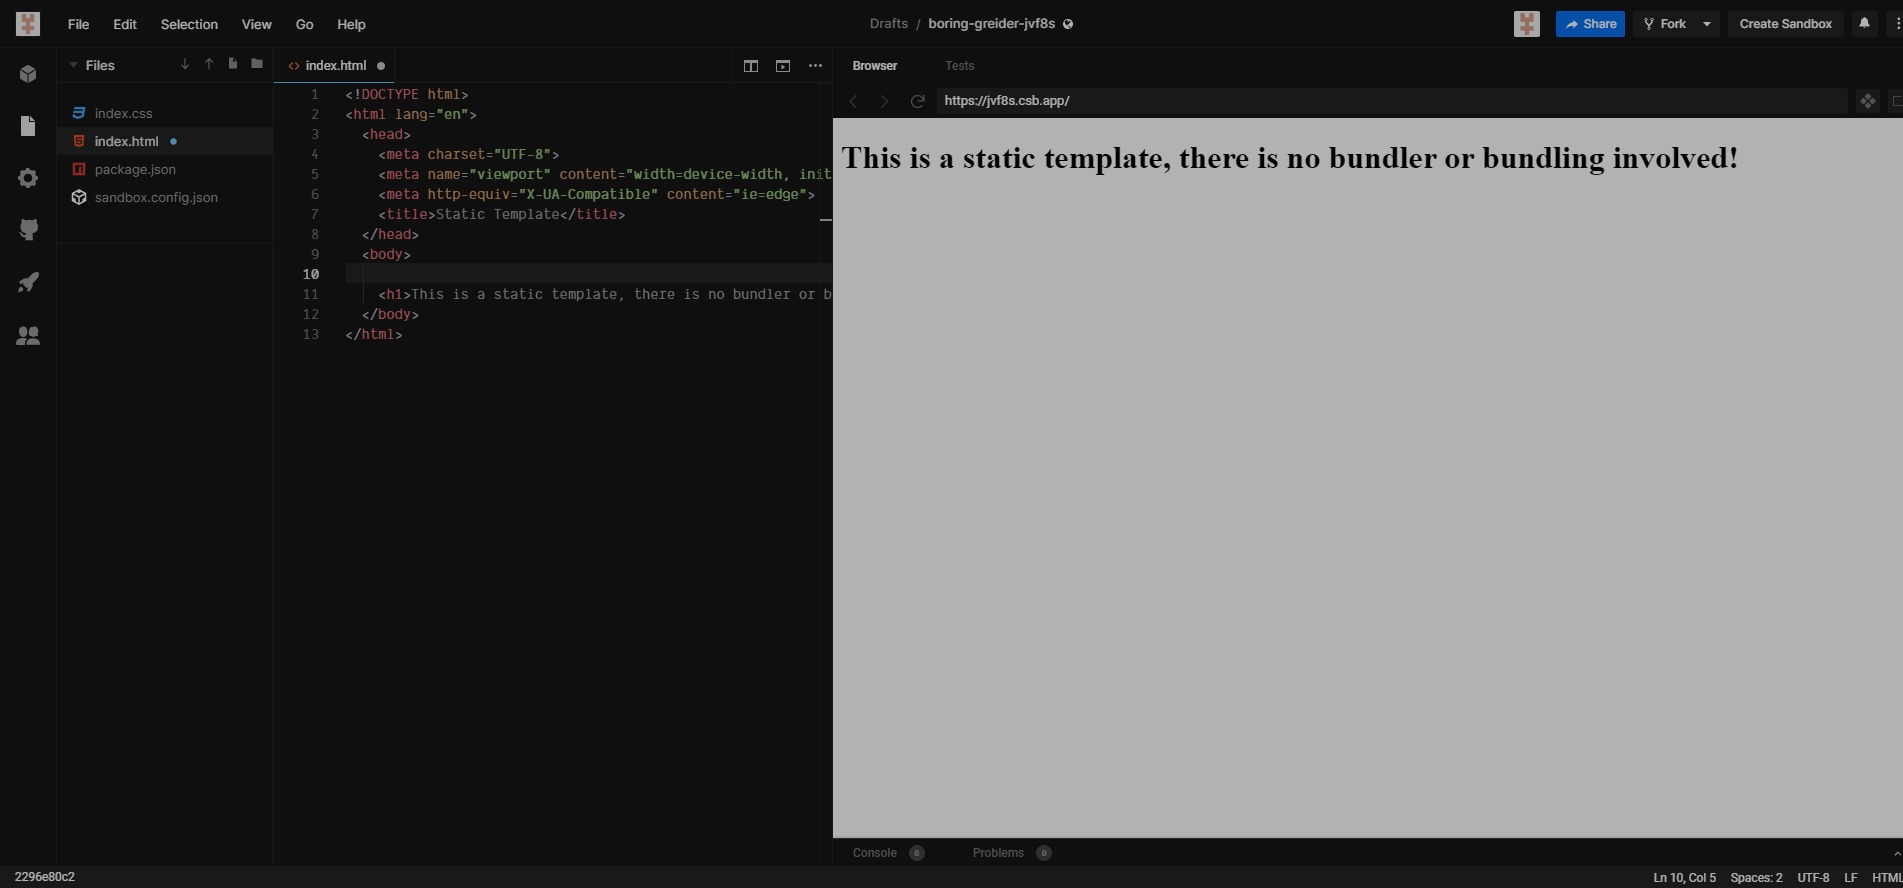 File Edit Selection View Go Help
Drafts / boring-greider-jvf8s
Share Fork Create Sandbox
Files
index.css
index.html
package.json
sandbox.config.json
index.html
1 <!DOCTYPE html>
2 <html lang="en">
3 <head>
4 <meta charset="UTF-8">
5 <meta name="viewport" content="width=device-width, init
6 <meta http-equiv="X-UA-Compatible" content="ie=edge">
7 <title>Static Template</title>
8 </head>
9 <body>
10
11 <h1>This is a static template, there is no bundler or b
12 </body>
13 </html>
Browser Tests
https://jvf8s.csb.app/
This is a static template, there is no bundler or bundling involved!
Console 0 Problems 0
2296e80c2
Ln 10, Col 5 Spaces: 2 UTF-8 LF HTML